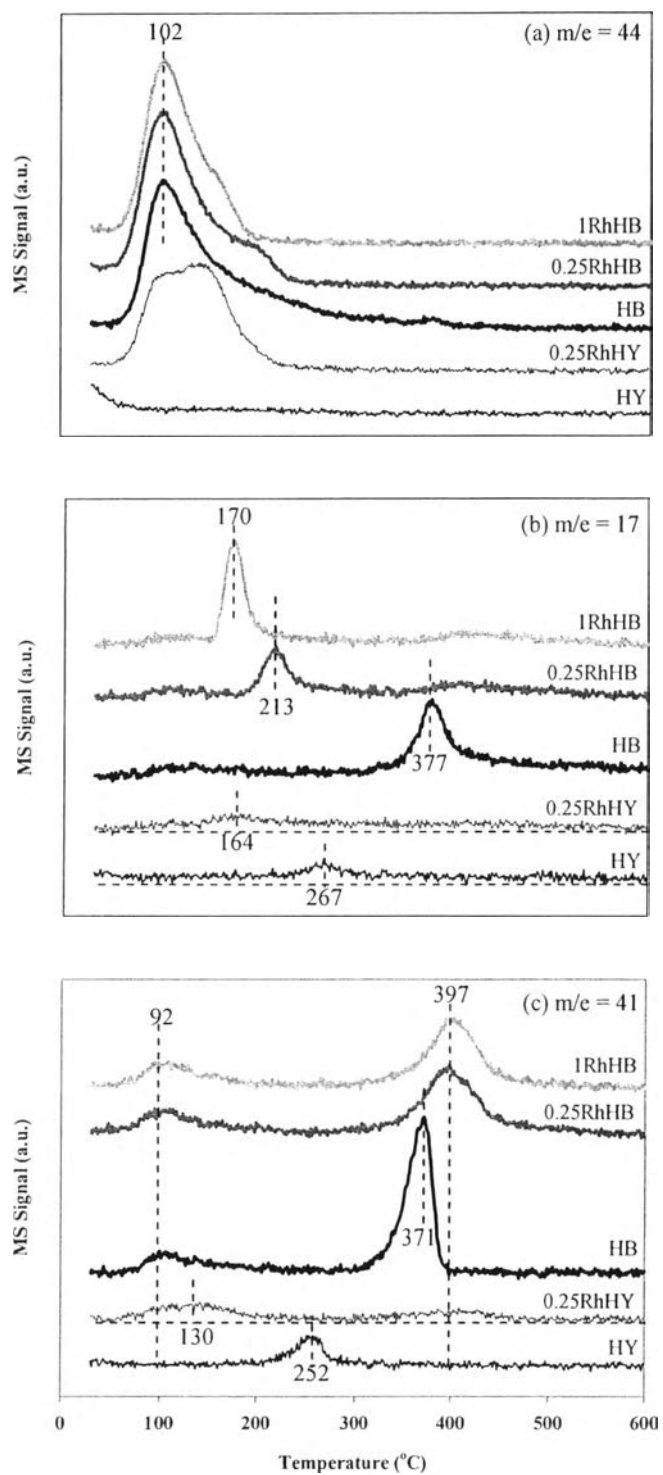 102
(a) m/e = 44
MS Signal (a.u.)
1RhHB
0.25RhHB
HB
0.25RhHY
HY
170
(b) m/e = 17
MS Signal (a.u.)
1RhHB
0.25RhHB
213
HB
377
0.25RhHY
164
HY
267
397
(c) m/e = 41
92
MS Signal (a.u.)
1RhHB
0.25RhHB
HB
371
0.25RhHY
130
HY
252
0 100 200 300 400 500 600
Temperature (°C)